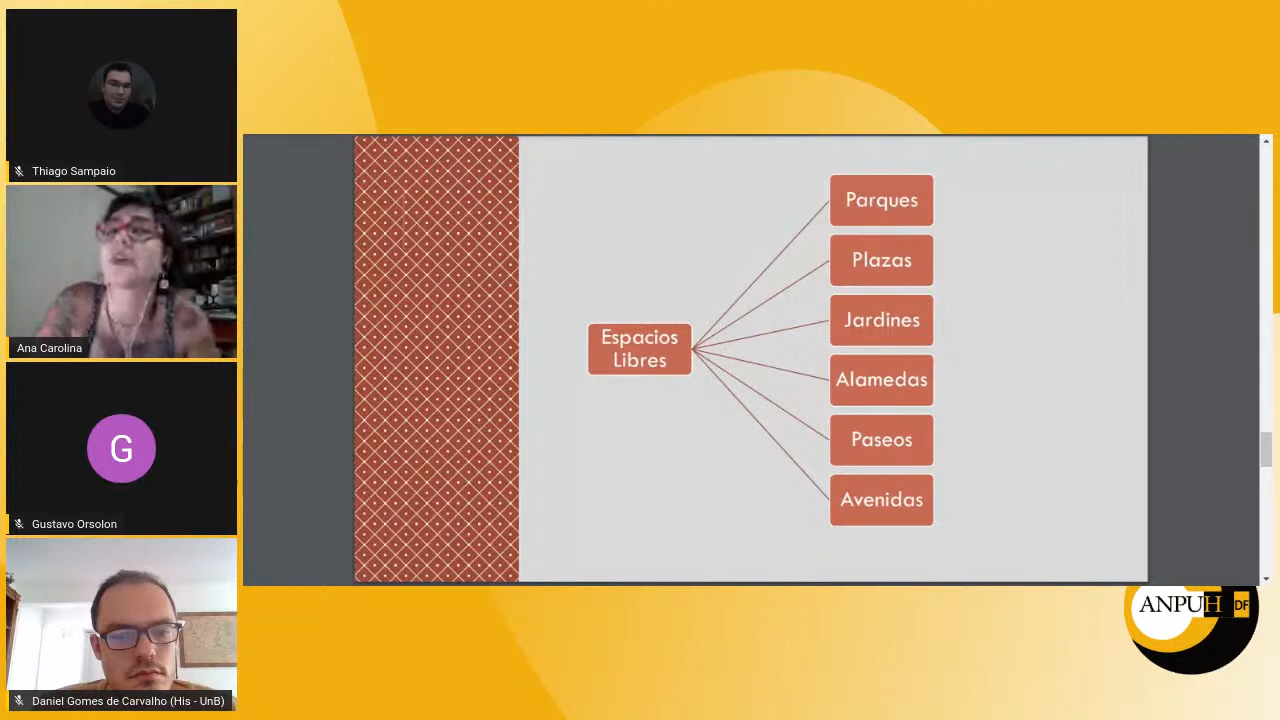 Thiago Sampaio
Ana Carolina
G
Gustavo Orsolon
Daniel Gomes de Carvalho (His - UnB)
Espacios
Libres
Parques
Plazas
Jardines
Alamedas
Paseos
Avenidas
ANPUH DF